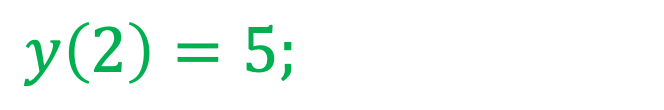 y(2) = 5;